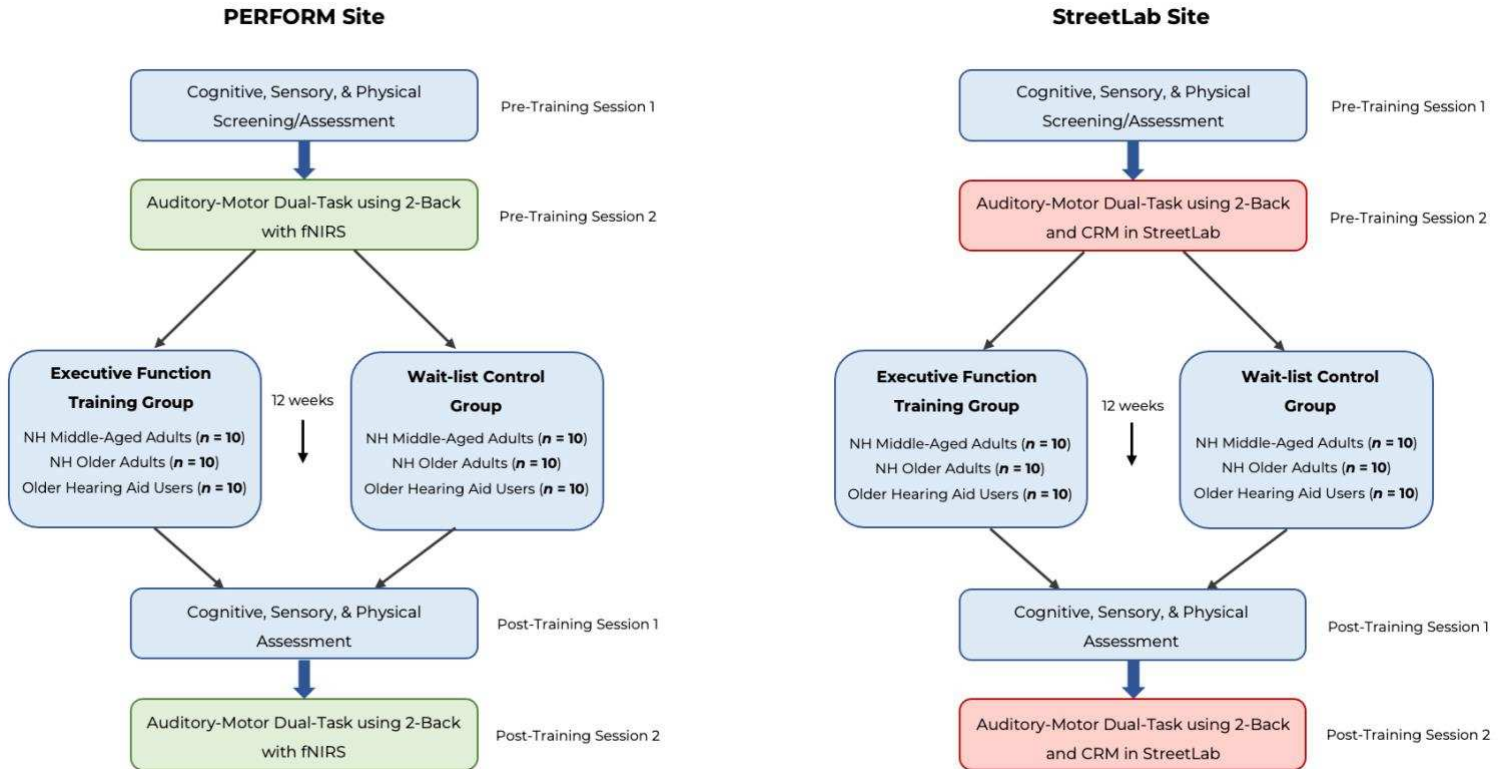 PERFORM Site
Cognitive, Sensory, & Physical
Screening/Assessment
Pre-Training Session 1
Auditory-Motor Dual-Task using 2-Back
with fNIRS
Pre-Training Session 2
Executive Function
Training Group
NH Middle-Aged Adults (n = 10)
NH Older Adults (n = 10)
Older Hearing Aid Users (n = 10)
12 weeks
Wait-list Control
Group
NH Middle-Aged Adults (n = 10)
NH Older Adults (n = 10)
Older Hearing Aid Users (n = 10)
Cognitive, Sensory, & Physical
Assessment
Post-Training Session 1
Auditory-Motor Dual-Task using 2-Back
with fNIRS
Post-Training Session 2
StreetLab Site
Cognitive, Sensory, & Physical
Screening/Assessment
Pre-Training Session 1
Auditory-Motor Dual-Task using 2-Back
and CRM in StreetLab
Pre-Training Session 2
Executive Function
Training Group
NH Middle-Aged Adults (n = 10)
NH Older Adults (n = 10)
Older Hearing Aid Users (n = 10)
12 weeks
Wait-list Control
Group
NH Middle-Aged Adults (n = 10)
NH Older Adults (n = 10)
Older Hearing Aid Users (n = 10)
Cognitive, Sensory, & Physical
Assessment
Post-Training Session 1
Auditory-Motor Dual-Task using 2-Back
and CRM in StreetLab
Post-Training Session 2